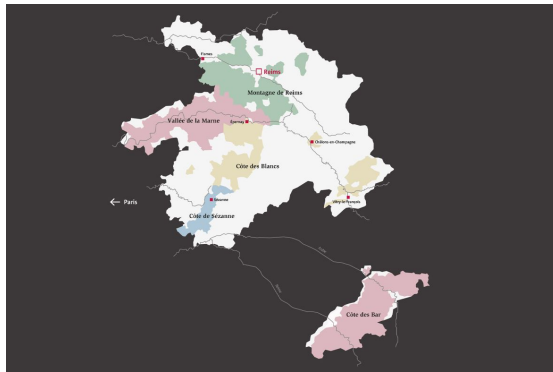 Fismes
Reims
Montagne de Reims
Vallée de la Marne
Épernay
Châlons-en-Champagne
Côte des Blancs
← Paris
Sézanne
Vitry-le-François
Côte de Sézanne
Côte des Bar